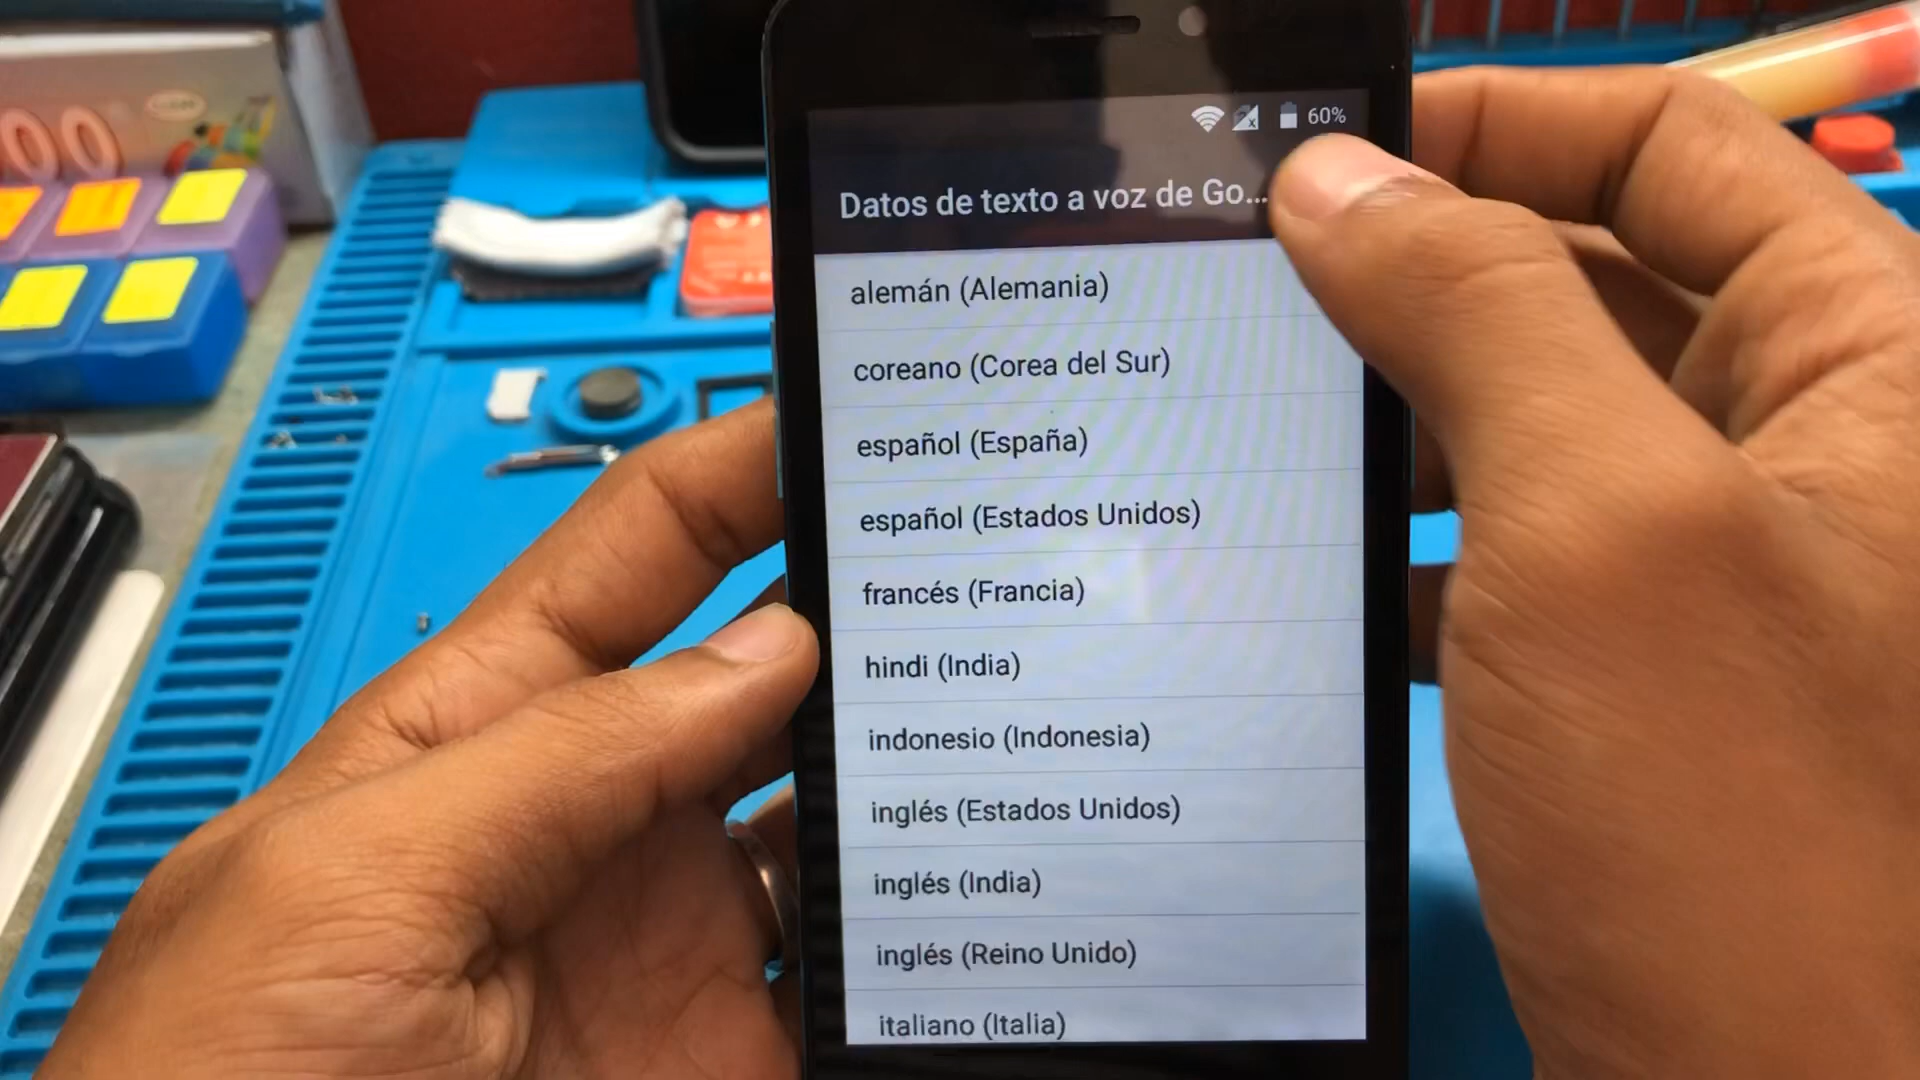 60%
Datos de texto a voz de Go...
alemán (Alemania)
coreano (Corea del Sur)
español (España)
español (Estados Unidos)
francés (Francia)
hindi (India)
indonesio (Indonesia)
inglés (Estados Unidos)
inglés (India)
inglés (Reino Unido)
italiano (Italia)